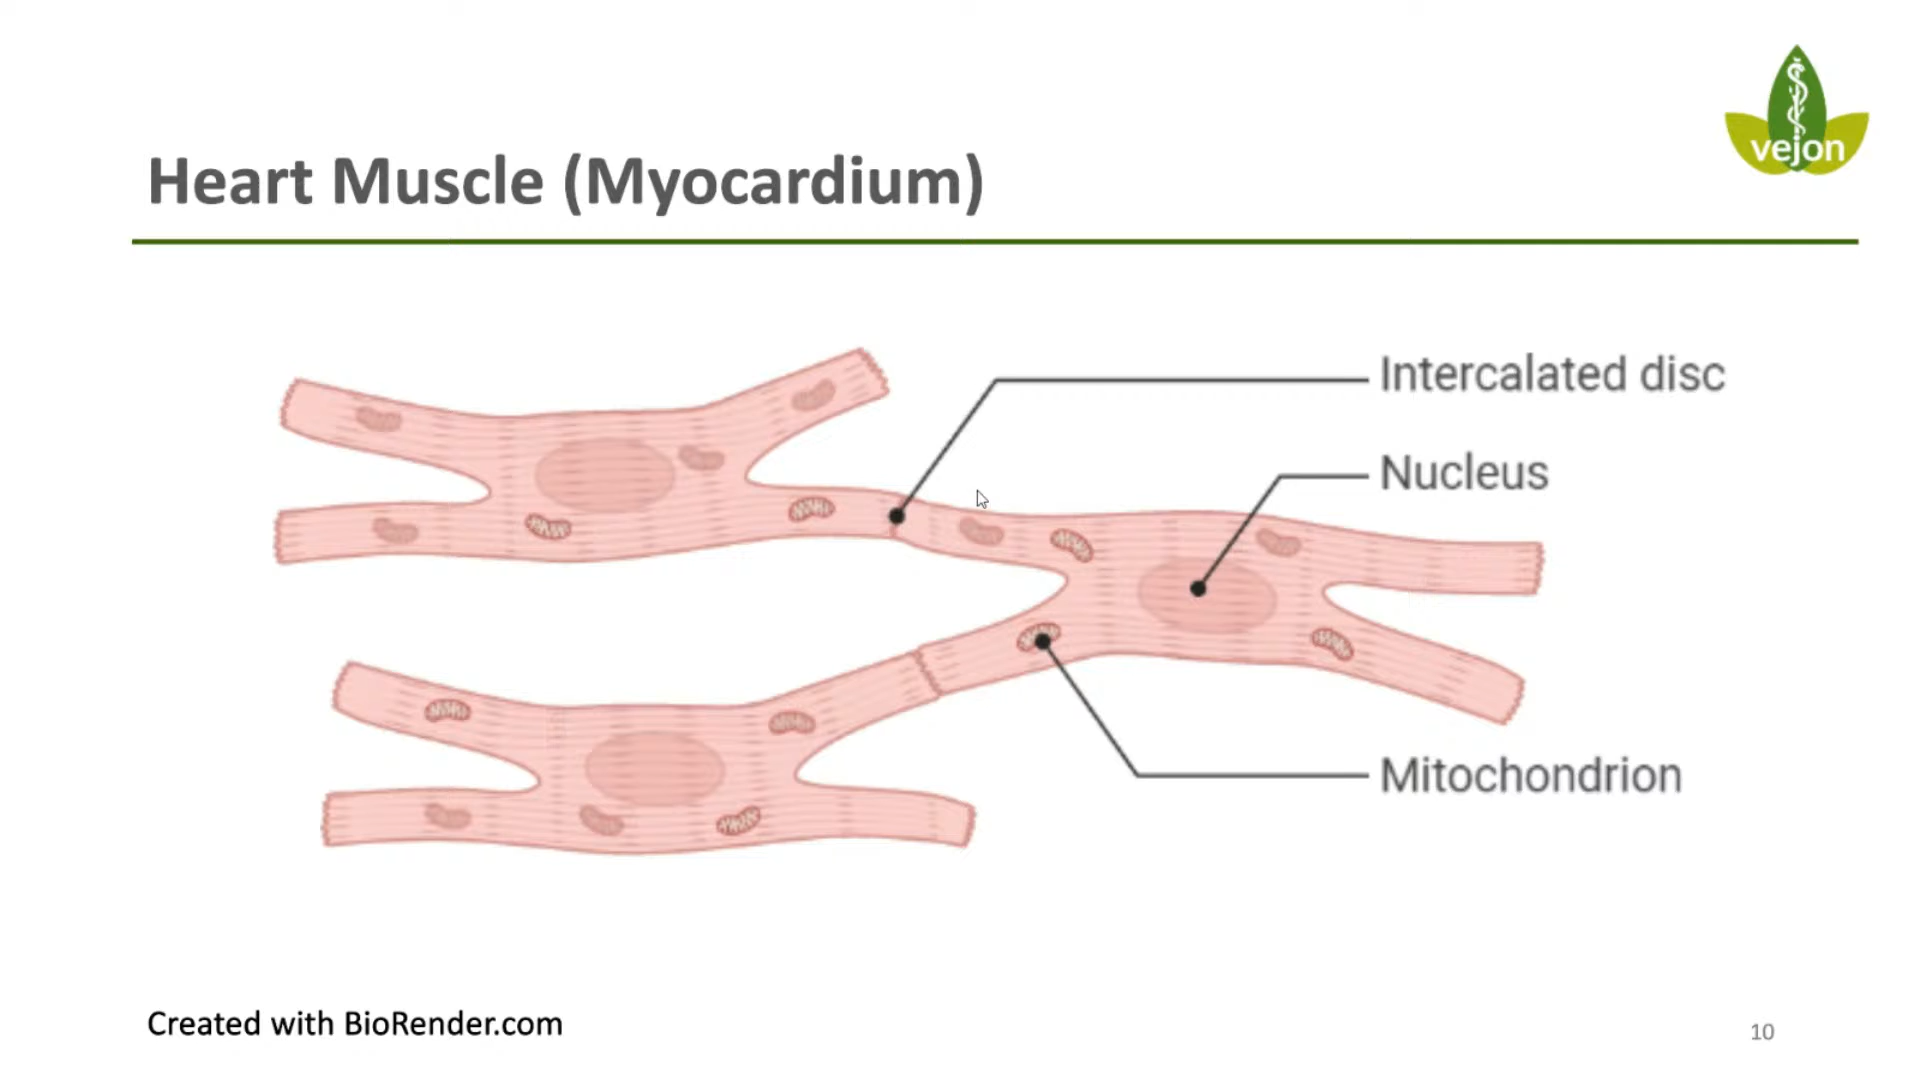 vejon
Heart Muscle (Myocardium)
Intercalated disc
Nucleus
Mitochondrion
Created with BioRender.com
10